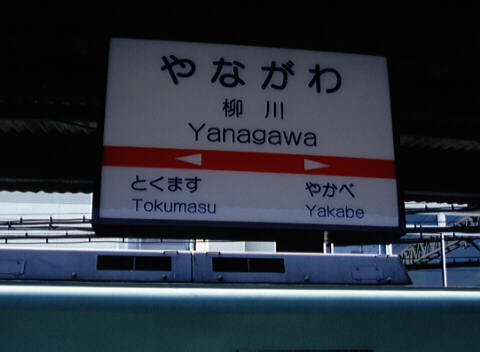 やながわ
柳川
Yanagawa
とくます やかべ
Tokumasu Yakabe